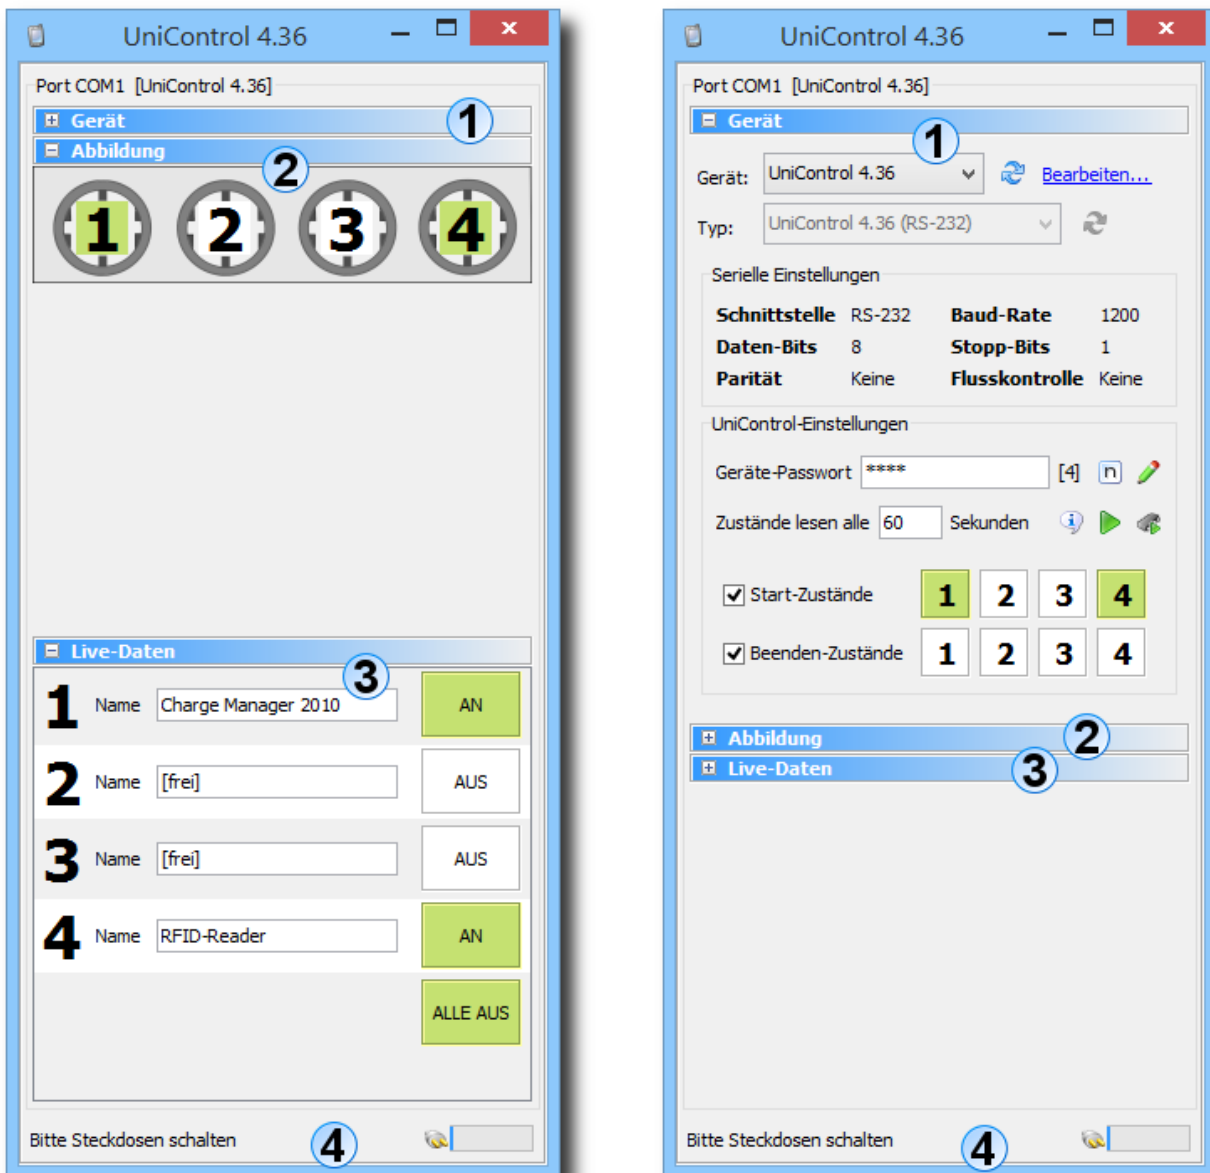 UniControl 4.36
Port COM1 [UniControl 4.36]
Gerät 1
Abbildung 2
1 2 3 4
Live-Daten 3
1 Name Charge Manager 2010 AN
2 Name [frei] AUS
3 Name [frei] AUS
4 Name RFID-Reader AN
ALLE AUS
Bitte Steckdosen schalten 4
UniControl 4.36
Port COM1 [UniControl 4.36]
Gerät 1
Gerät: UniControl 4.36 Bearbeiten...
Typ: UniControl 4.36 (RS-232)
Serielle Einstellungen
Schnittstelle RS-232 Baud-Rate 1200
Daten-Bits 8 Stopp-Bits 1
Parität Keine Flusskontrolle Keine
UniControl-Einstellungen
Geräte-Passwort **** [4] n
Zustände lesen alle 60 Sekunden
Start-Zustände 1 2 3 4
Beenden-Zustände 1 2 3 4
Abbildung 2
Live-Daten 3
Bitte Steckdosen schalten 4